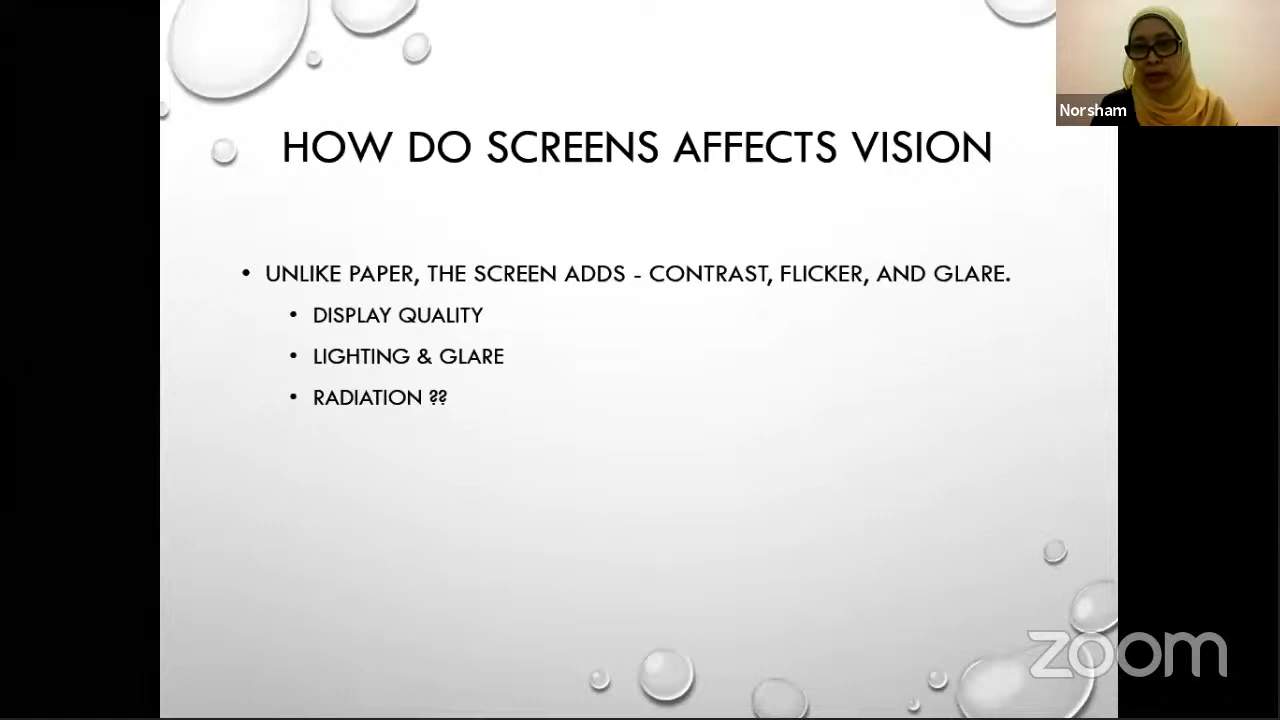 Norsham
HOW DO SCREENS AFFECTS VISION
• UNLIKE PAPER, THE SCREEN ADDS - CONTRAST, FLICKER, AND GLARE.
• DISPLAY QUALITY
• LIGHTING & GLARE
• RADIATION ??
zoom